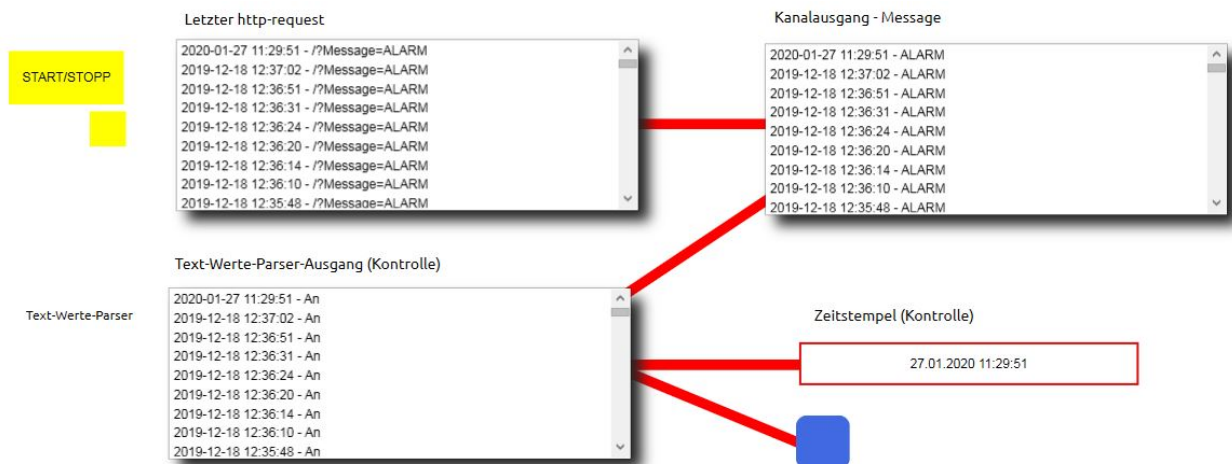 Letzter http-request
Kanalausgang - Message
START/STOPP
2020-01-27 11:29:51 - /?Message=ALARM
2019-12-18 12:37:02 - /?Message=ALARM
2019-12-18 12:36:51 - /?Message=ALARM
2019-12-18 12:36:31 - /?Message=ALARM
2019-12-18 12:36:24 - /?Message=ALARM
2019-12-18 12:36:20 - /?Message=ALARM
2019-12-18 12:36:14 - /?Message=ALARM
2019-12-18 12:36:10 - /?Message=ALARM
2019-12-18 12:35:48 - /?Message=ALARM
2020-01-27 11:29:51 - ALARM
2019-12-18 12:37:02 - ALARM
2019-12-18 12:36:51 - ALARM
2019-12-18 12:36:31 - ALARM
2019-12-18 12:36:24 - ALARM
2019-12-18 12:36:20 - ALARM
2019-12-18 12:36:14 - ALARM
2019-12-18 12:36:10 - ALARM
2019-12-18 12:35:48 - ALARM
Text-Werte-Parser-Ausgang (Kontrolle)
Text-Werte-Parser
2020-01-27 11:29:51 - An
2019-12-18 12:37:02 - An
2019-12-18 12:36:51 - An
2019-12-18 12:36:31 - An
2019-12-18 12:36:24 - An
2019-12-18 12:36:20 - An
2019-12-18 12:36:14 - An
2019-12-18 12:36:10 - An
2019-12-18 12:35:48 - An
Zeitstempel (Kontrolle)
27.01.2020 11:29:51